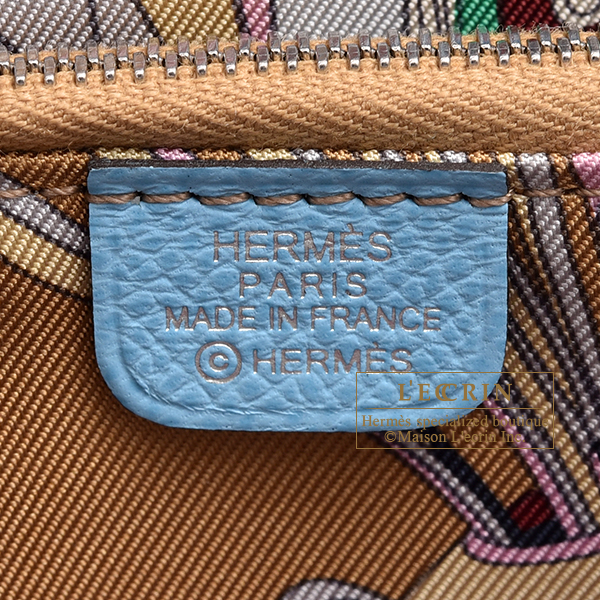 HERMÈS
PARIS
MADE IN FRANCE
©HERMÈS
L'ECRIN
Hermès specialized boutique
©Maison L'ecrin Inc.